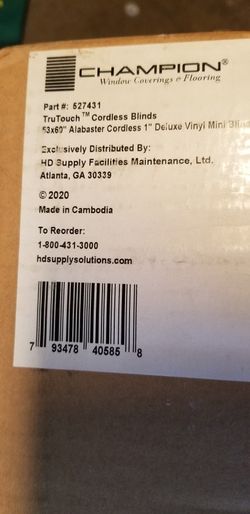 CHAMPION
Window Coverings & Flooring
Part #: 527431
TruTouch™ Cordless Blinds
53x60" Alabaster Cordless 1" Deluxe Vinyl Mini Blind
Exclusively Distributed By:
HD Supply Facilities Maintenance, Ltd.
Atlanta, GA 30339
© 2020
Made in Cambodia
To Reorder:
1-800-431-3000
hdsupplysolutions.com
7 93478 40585 8